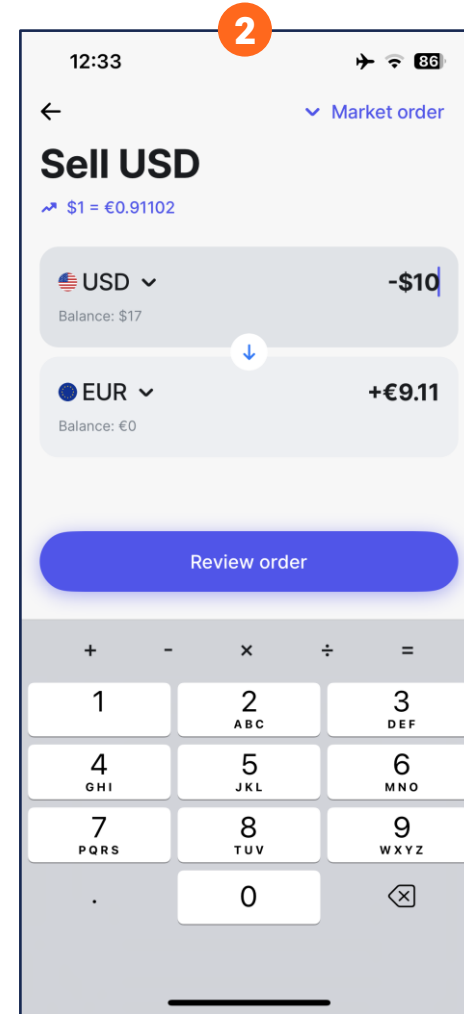 2
12:33
86
Market order
Sell USD
$1 = €0.91102
USD
-$10
Balance: $17
EUR
+€9.11
Balance: €0
Review order
+ - × ÷ =
1
2
3
ABC
DEF
4
5
6
GHI
JKL
MNO
7
8
9
PQRS
TUV
WXYZ
.
0